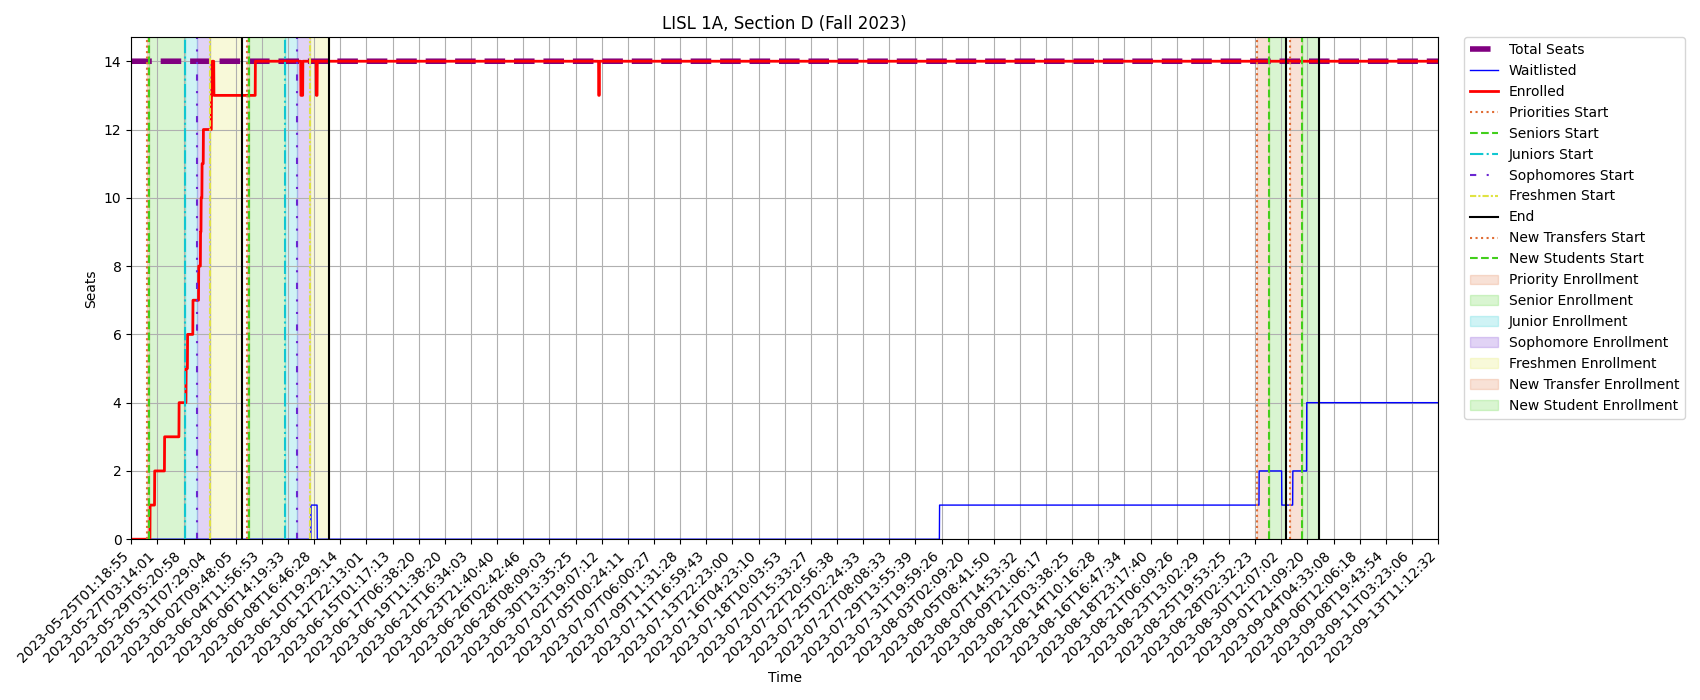 LISL 1A, Section D (Fall 2023)
Seats
14
12
10
8
6
4
2
0
2023-05-25T01:18:55
2023-05-27T03:14:01
2023-05-29T05:20:58
2023-05-31T07:29:04
2023-06-02T09:48:05
2023-06-04T11:56:53
2023-06-06T14:19:33
2023-06-08T16:46:28
2023-06-10T19:29:14
2023-06-12T22:13:01
2023-06-15T01:17:13
2023-06-17T06:38:20
2023-06-19T11:38:20
2023-06-21T16:34:03
2023-06-23T21:40:40
2023-06-26T02:42:46
2023-06-28T08:09:03
2023-06-30T13:35:25
2023-07-02T19:07:12
2023-07-05T00:24:11
2023-07-07T06:00:27
2023-07-09T11:31:28
2023-07-11T16:59:43
2023-07-13T22:23:00
2023-07-16T04:23:10
2023-07-18T10:03:53
2023-07-20T15:33:27
2023-07-22T20:56:38
2023-07-25T02:24:33
2023-07-27T08:08:33
2023-07-29T13:55:39
2023-07-31T19:59:26
2023-08-03T02:09:20
2023-08-05T08:41:50
2023-08-07T14:53:32
2023-08-09T21:06:17
2023-08-12T03:38:25
2023-08-14T10:16:28
2023-08-16T16:47:34
2023-08-18T23:17:40
2023-08-21T06:09:26
2023-08-23T13:02:29
2023-08-25T19:53:25
2023-08-28T02:32:23
2023-08-30T12:07:02
2023-09-01T21:09:20
2023-09-04T04:33:08
2023-09-06T12:06:18
2023-09-08T19:43:54
2023-09-11T03:23:06
2023-09-13T11:12:32
Time
Total Seats
Waitlisted
Enrolled
Priorities Start
Seniors Start
Juniors Start
Sophomores Start
Freshmen Start
End
New Transfers Start
New Students Start
Priority Enrollment
Senior Enrollment
Junior Enrollment
Sophomore Enrollment
Freshmen Enrollment
New Transfer Enrollment
New Student Enrollment